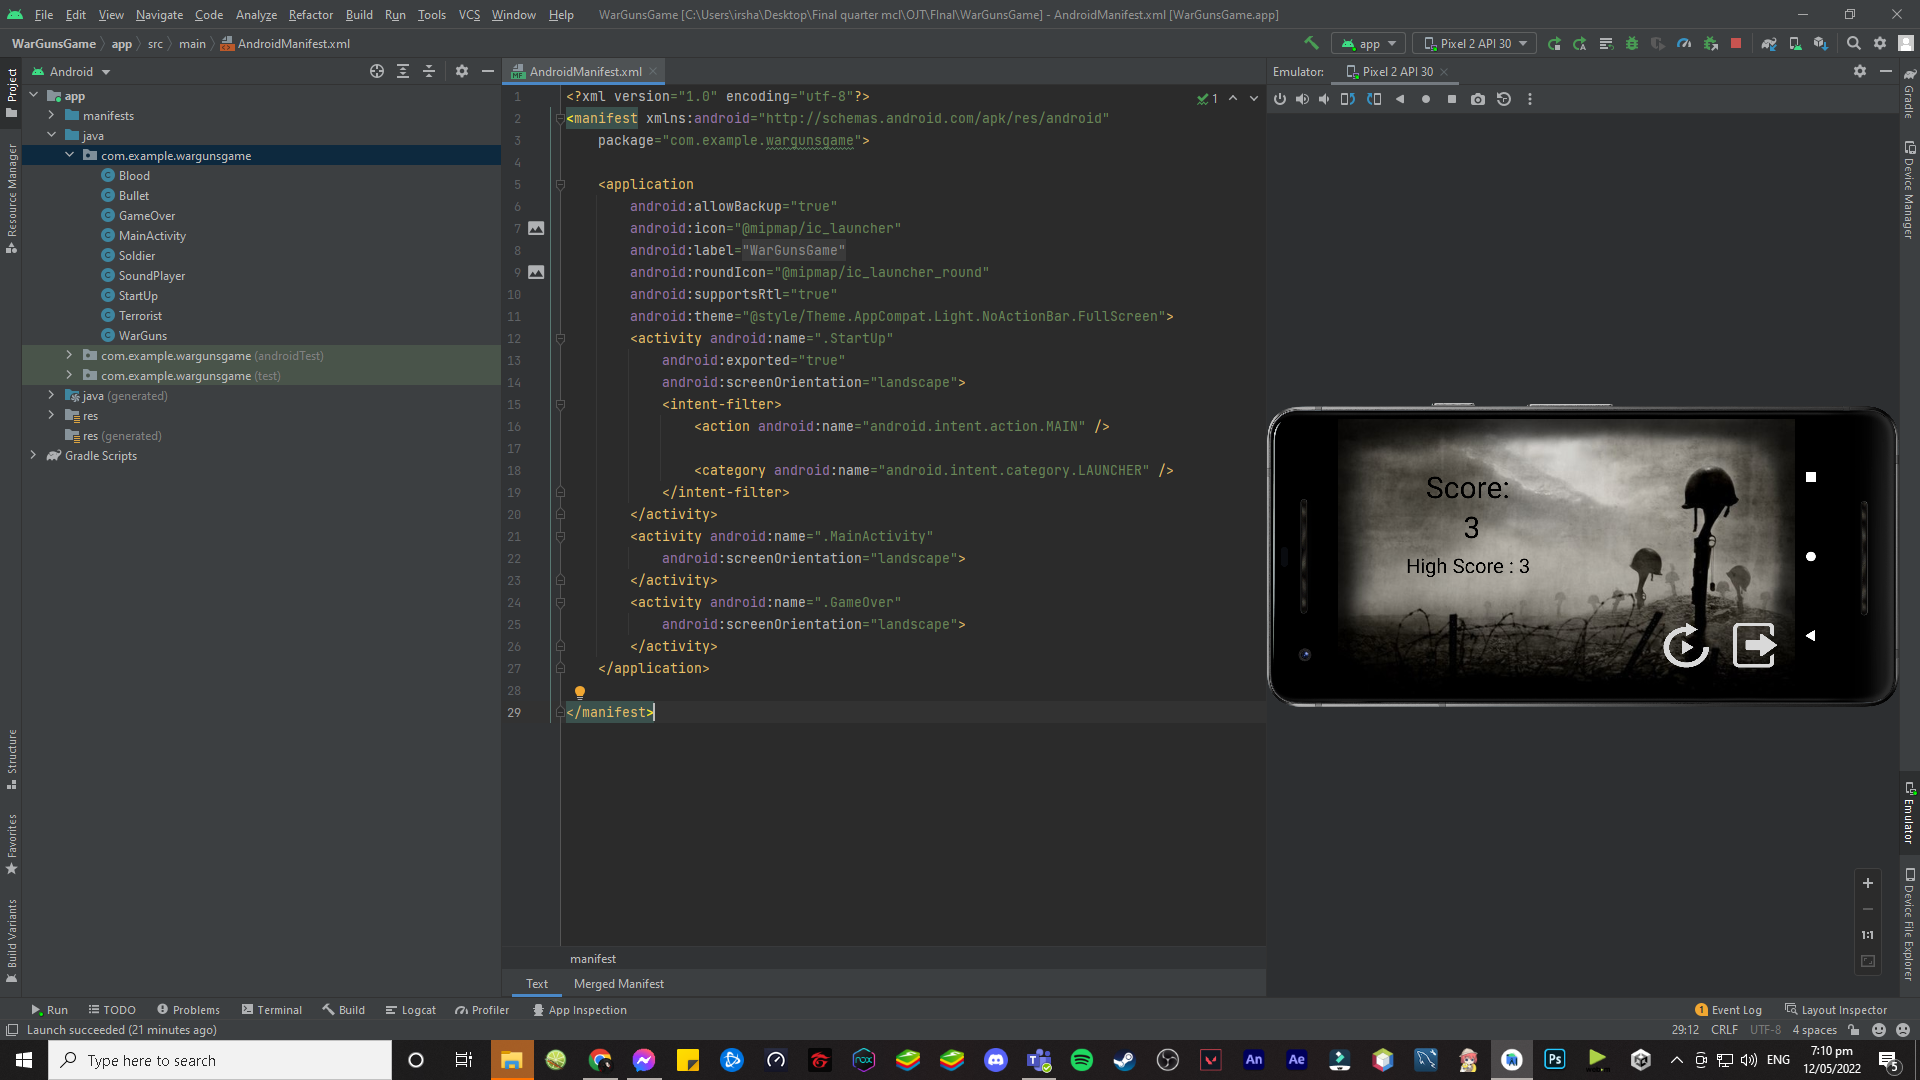 File Edit View Navigate Code Analyze Refactor Build Run Tools VCS Window Help WarGunsGame [C:\Users\irsha\Desktop\Final quarter mcl\OJT\FInal\WarGunsGame] - AndroidManifest.xml [WarGunsGame.app]
WarGunsGame app src main AndroidManifest.xml app Pixel 2 API 30
Project
Resource Manager
Structure
Favorites
Build Variants
Android
app
manifests
java
com.example.wargunsgame
Blood
Bullet
GameOver
MainActivity
Soldier
SoundPlayer
StartUp
Terrorist
WarGuns
com.example.wargunsgame (androidTest)
com.example.wargunsgame (test)
java (generated)
res
res (generated)
Gradle Scripts
AndroidManifest.xml
1
1 <?xml version="1.0" encoding="utf-8"?>
2 <manifest xmlns:android="http://schemas.android.com/apk/res/android"
3 package="com.example.wargunsgame">
4
5 <application
6 android:allowBackup="true"
7 android:icon="@mipmap/ic_launcher"
8 android:label="WarGunsGame"
9 android:roundIcon="@mipmap/ic_launcher_round"
10 android:supportsRtl="true"
11 android:theme="@style/Theme.AppCompat.Light.NoActionBar.FullScreen">
12 <activity android:name=".StartUp"
13 android:exported="true"
14 android:screenOrientation="landscape">
15 <intent-filter>
16 <action android:name="android.intent.action.MAIN" />
17
18 <category android:name="android.intent.category.LAUNCHER" />
19 </intent-filter>
20 </activity>
21 <activity android:name=".MainActivity"
22 android:screenOrientation="landscape">
23 </activity>
24 <activity android:name=".GameOver"
25 android:screenOrientation="landscape">
26 </activity>
27 </application>
28
29 </manifest>
manifest
Text Merged Manifest
Emulator: Pixel 2 API 30
Score:
3
High Score : 3
1:1
Gradle
Device Manager
Emulator
Device File Explorer
Run TODO Problems Terminal Build Logcat Profiler App Inspection 1 Event Log Layout Inspector
Launch succeeded (21 minutes ago) 29:12 CRLF UTF-8 4 spaces
Type here to search
nox
An
Ae
Ps
ENG
7:10 pm
12/05/2022
5